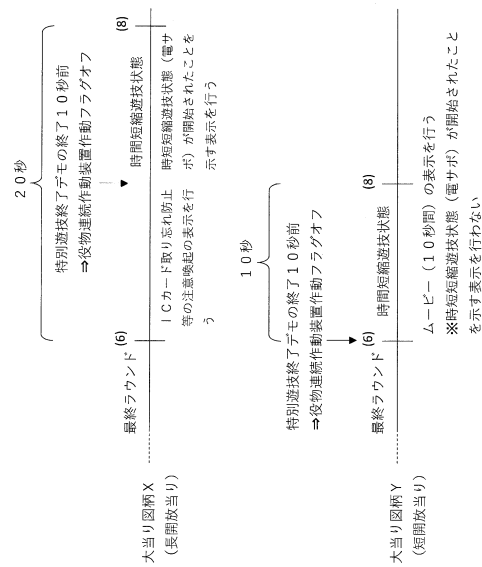 ２０秒
特別遊技終了デモの終了１０秒前
⇒役物連続作動装置作動フラグオフ
最終ラウンド
(6)
時間短縮遊技状態
(8)
大当り図柄Ｘ
（長開放当り）
ＩＣカード取り忘れ防止
等の注意喚起の表示を行
う
時短短縮遊技状態（電サ
ポ）が開始されたことを
示す表示を行う
１０秒
特別遊技終了デモの終了１０秒前
⇒役物連続作動装置作動フラグオフ
最終ラウンド
(6)
時間短縮遊技状態
(8)
大当り図柄Ｙ
（短開放当り）
ムービー（１０秒間）の表示を行う
※時短短縮遊技状態（電サポ）が開始されたこと
を示す表示を行わない